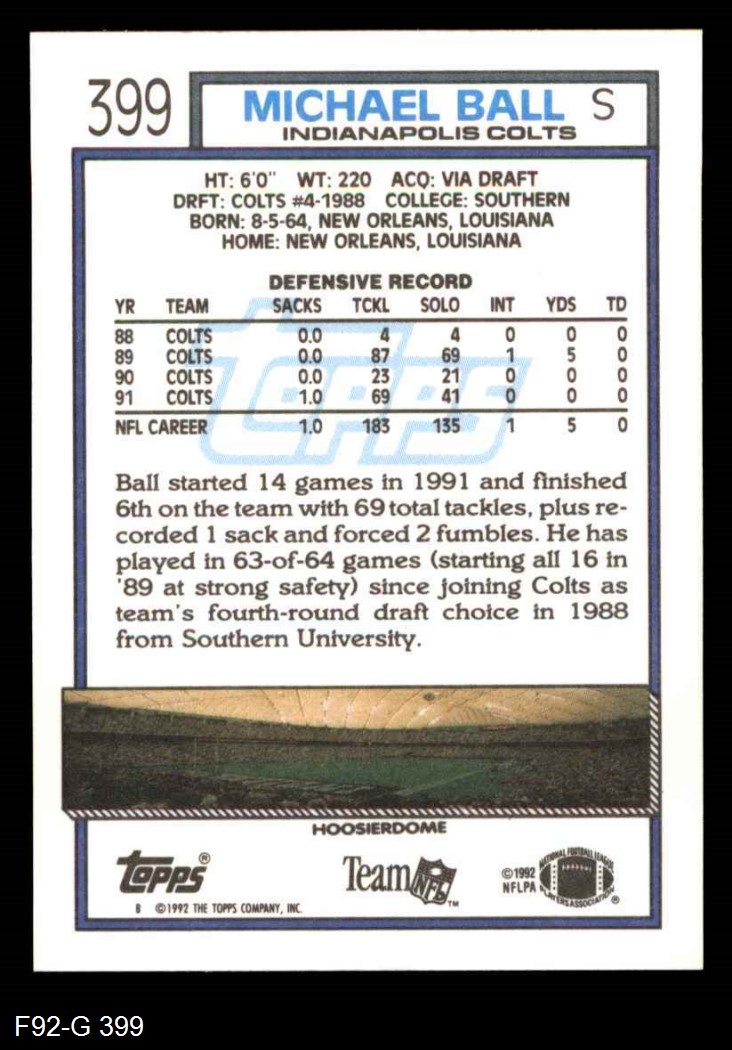 399
MICHAEL BALL S
INDIANAPOLIS COLTS
HT: 6'0" WT: 220 ACQ: VIA DRAFT
DRFT: COLTS #4-1988 COLLEGE: SOUTHERN
BORN: 8-5-64, NEW ORLEANS, LOUISIANA
HOME: NEW ORLEANS, LOUISIANA
DEFENSIVE RECORD
YR TEAM SACKS TCKL SOLO INT YDS TD
88 COLTS 0.0 4 4 0 0 0
89 COLTS 0.0 87 69 1 5 0
90 COLTS 0.0 23 21 0 0 0
91 COLTS 1.0 69 41 0 0 0
NFL CAREER 1.0 183 135 1 5 0
TOPPS
Ball started 14 games in 1991 and finished
6th on the team with 69 total tackles, plus re-
corded 1 sack and forced 2 fumbles. He has
played in 63-of-64 games (starting all 16 in
'89 at strong safety) since joining Colts as
team's fourth-round draft choice in 1988
from Southern University.
HOOSIERDOME
Topps®
B ©1992 THE TOPPS COMPANY, INC.
Team NFL™
©1992
NFLPA
NATIONAL FOOTBALL LEAGUE
PLAYERS ASSOCIATION ®
F92-G 399